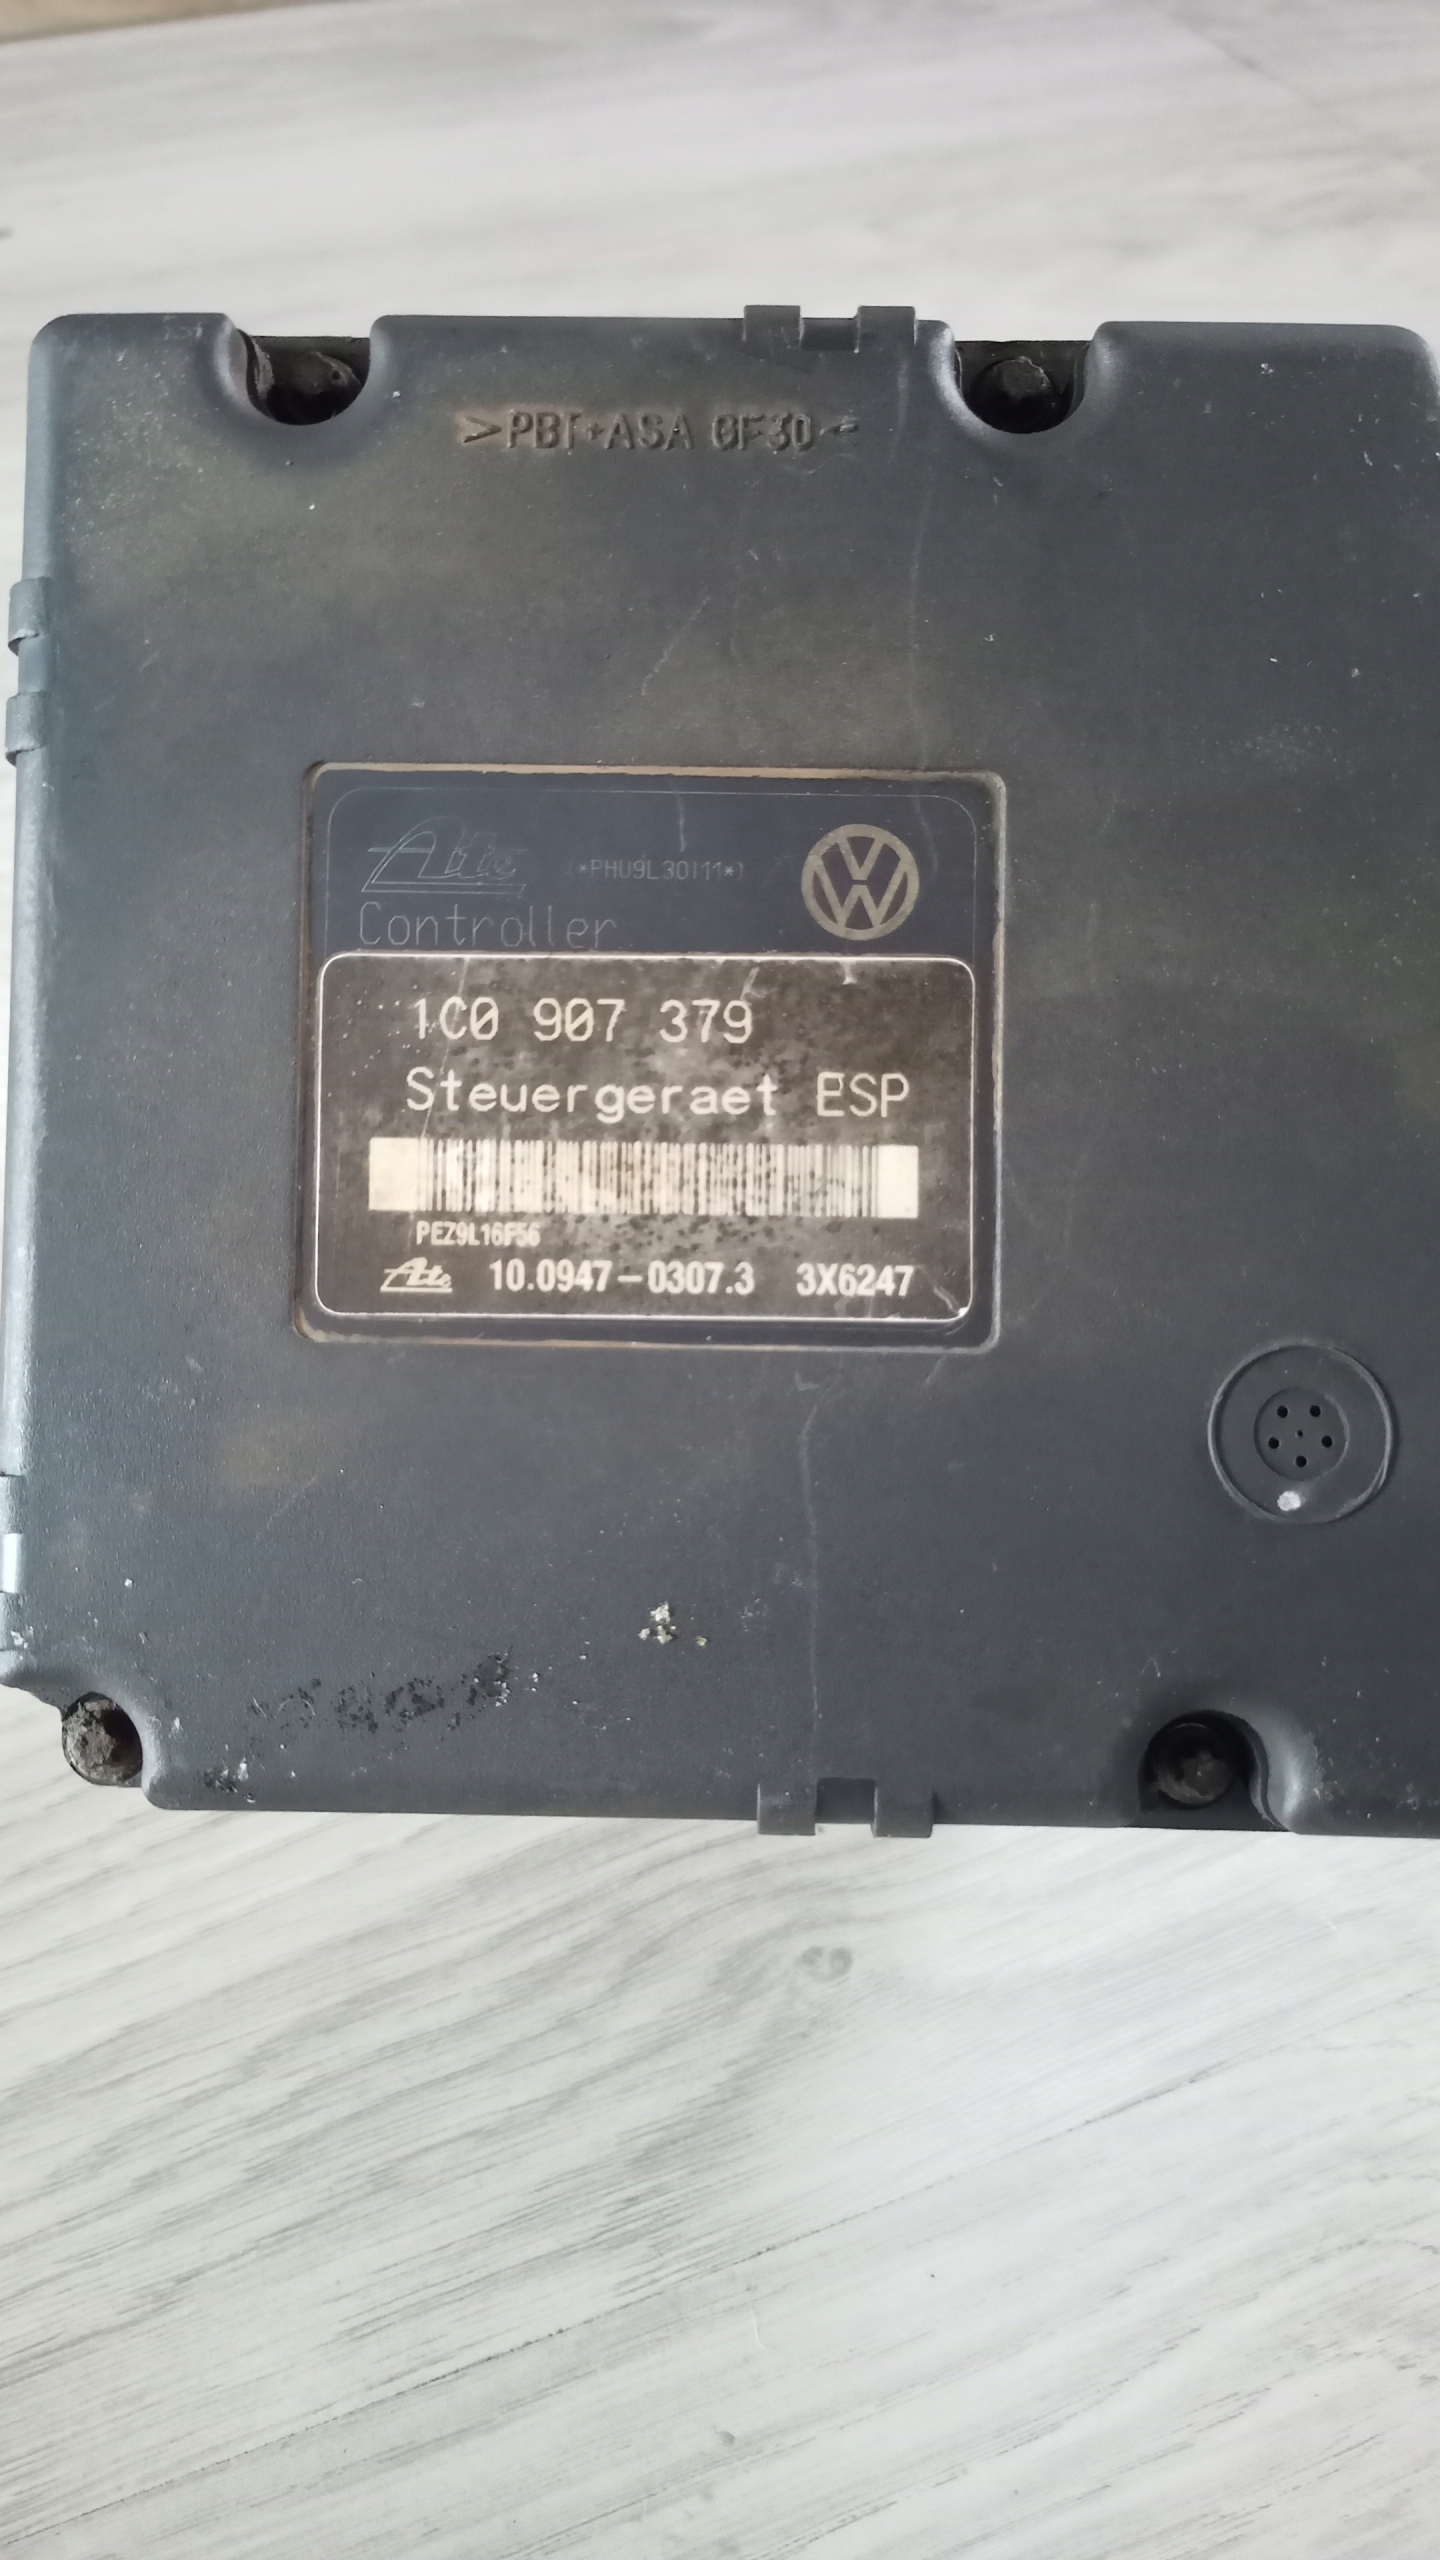 >PBT+ASA GF30<
Ate (*PHU9L30I11*)
Controller
1C0 907 379
Steuergeraet ESP
PEZ9L16F56
Ate 10.0947-0307.3 3X6247